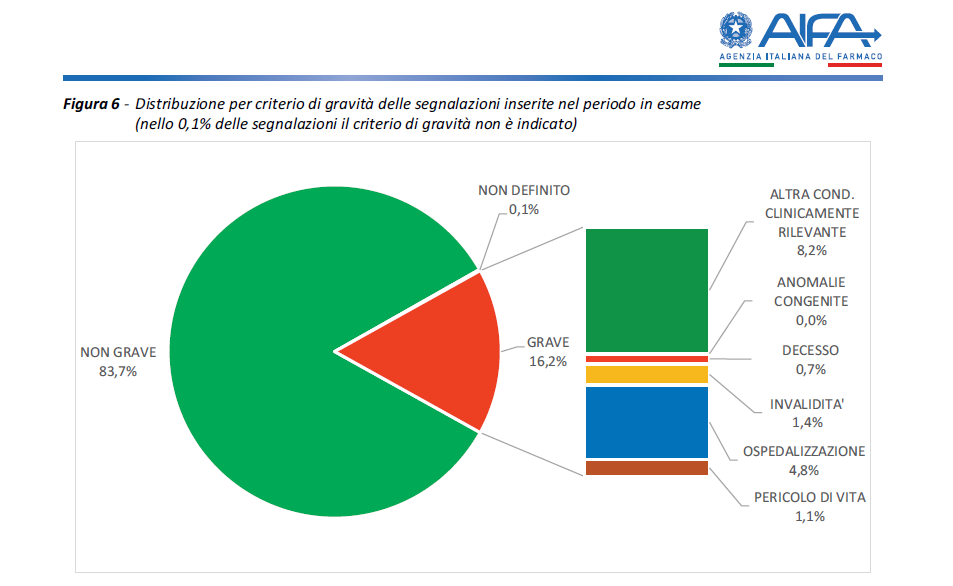 AIFA
AGENZIA ITALIANA DEL FARMACO
Figura 6 - Distribuzione per criterio di gravità delle segnalazioni inserite nel periodo in esame
(nello 0,1% delle segnalazioni il criterio di gravità non è indicato)
NON DEFINITO
0,1%
NON GRAVE
83,7%
GRAVE
16,2%
ALTRA COND.
CLINICAMENTE
RILEVANTE
8,2%
ANOMALIE
CONGENITE
0,0%
DECESSO
0,7%
INVALIDITA'
1,4%
OSPEDALIZZAZIONE
4,8%
PERICOLO DI VITA
1,1%